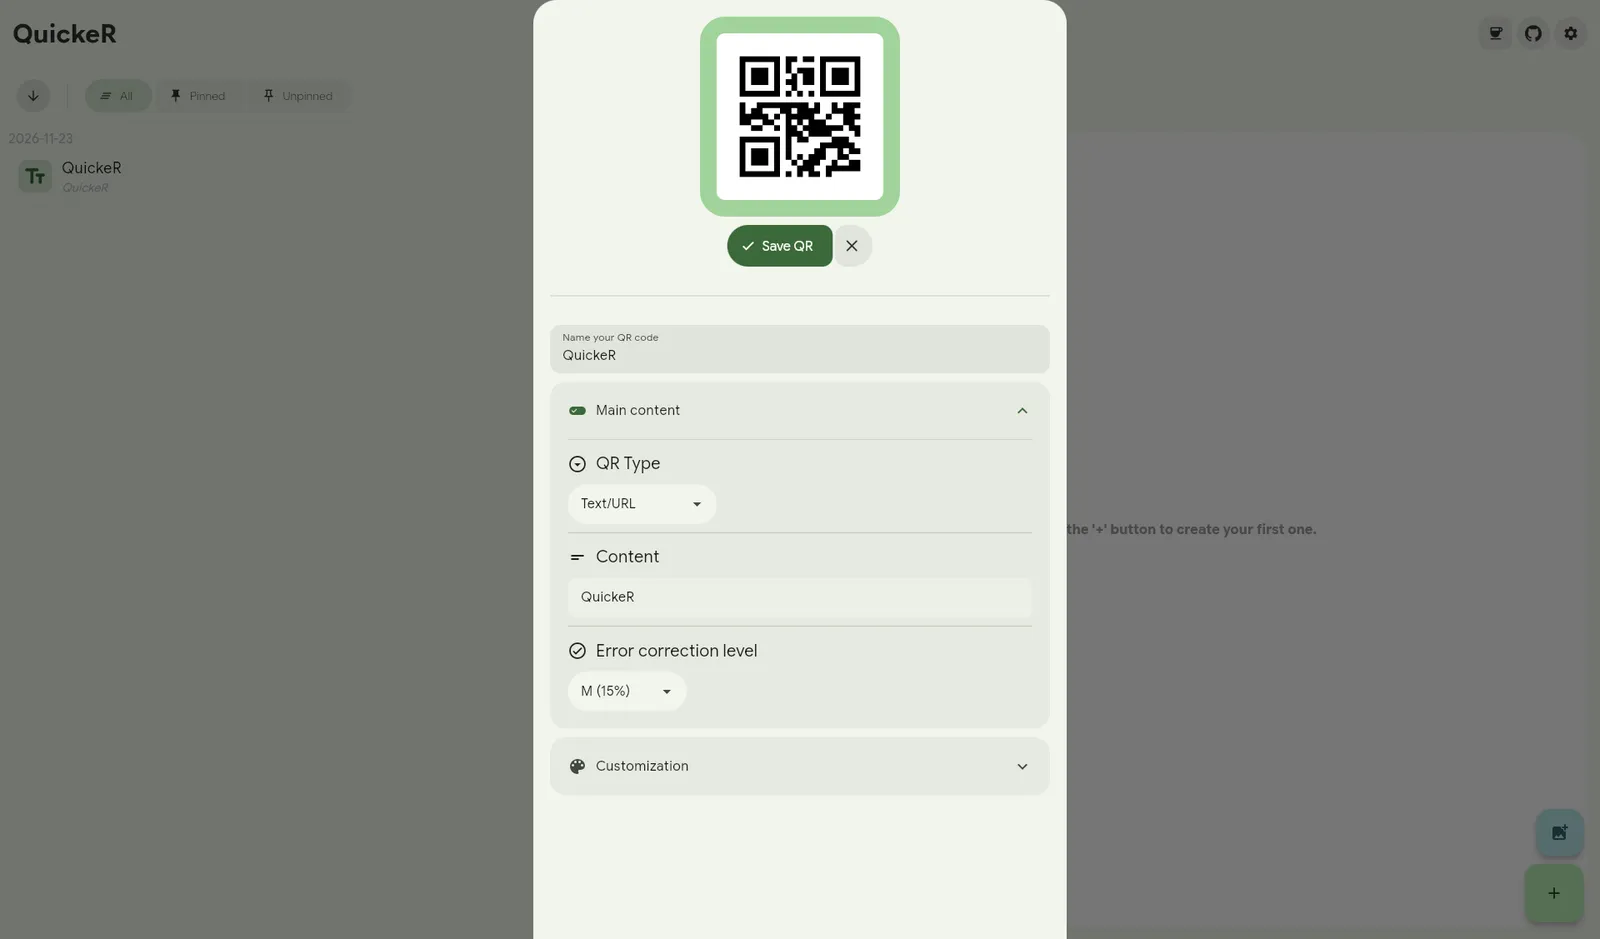 QuickeR
All
Pinned
Unpinned
2026-11-23
QuickeR
QuickeR
Save QR
Name your QR code
QuickeR
Main content
QR Type
Text/URL
Content
QuickeR
Error correction level
M (15%)
Customization
the '+' button to create your first one.